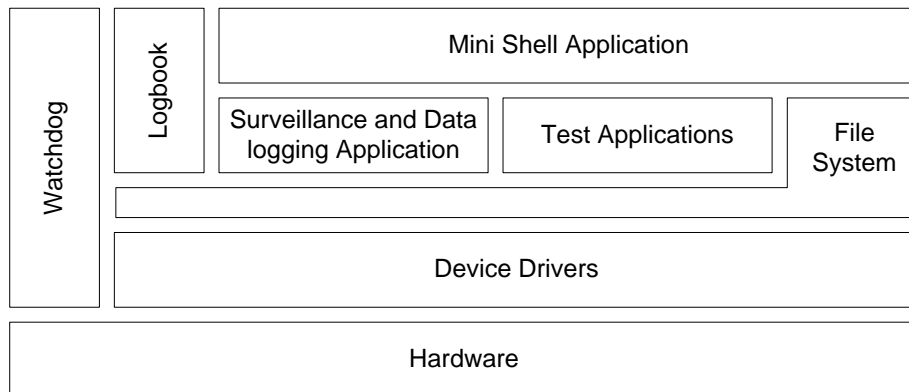 Watchdog
Logbook
Mini Shell Application
Surveillance and Data
logging Application
Test Applications
File
System
Device Drivers
Hardware